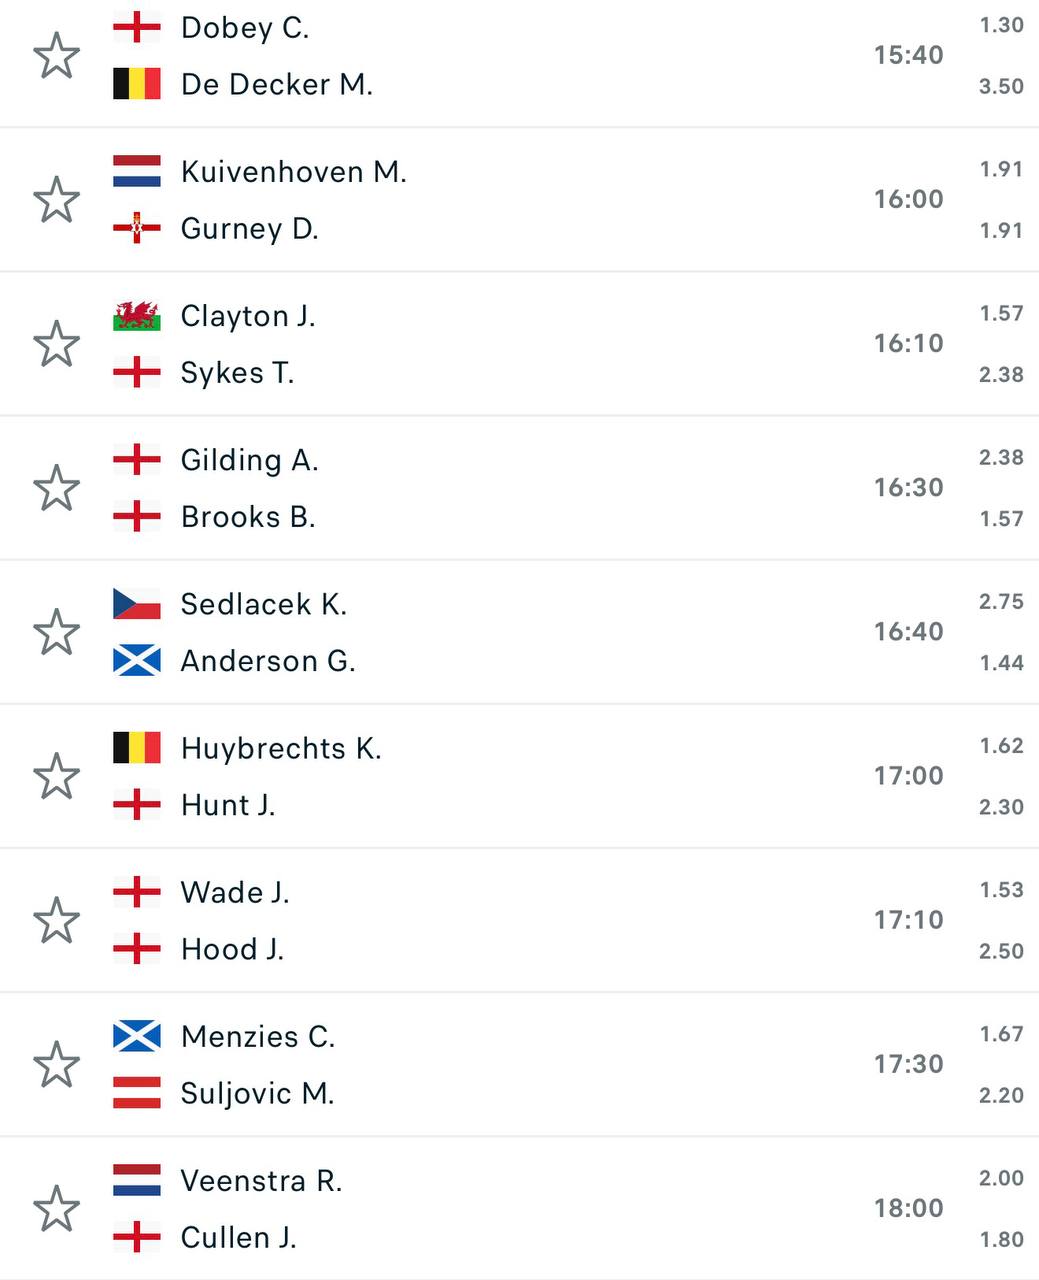 Dobey C. 1.30
15:40
De Decker M. 3.50
Kuivenhoven M. 1.91
16:00
Gurney D. 1.91
Clayton J. 1.57
16:10
Sykes T. 2.38
Gilding A. 2.38
16:30
Brooks B. 1.57
Sedlacek K. 2.75
16:40
Anderson G. 1.44
Huybrechts K. 1.62
17:00
Hunt J. 2.30
Wade J. 1.53
17:10
Hood J. 2.50
Menzies C. 1.67
17:30
Suljovic M. 2.20
Veenstra R. 2.00
18:00
Cullen J. 1.80